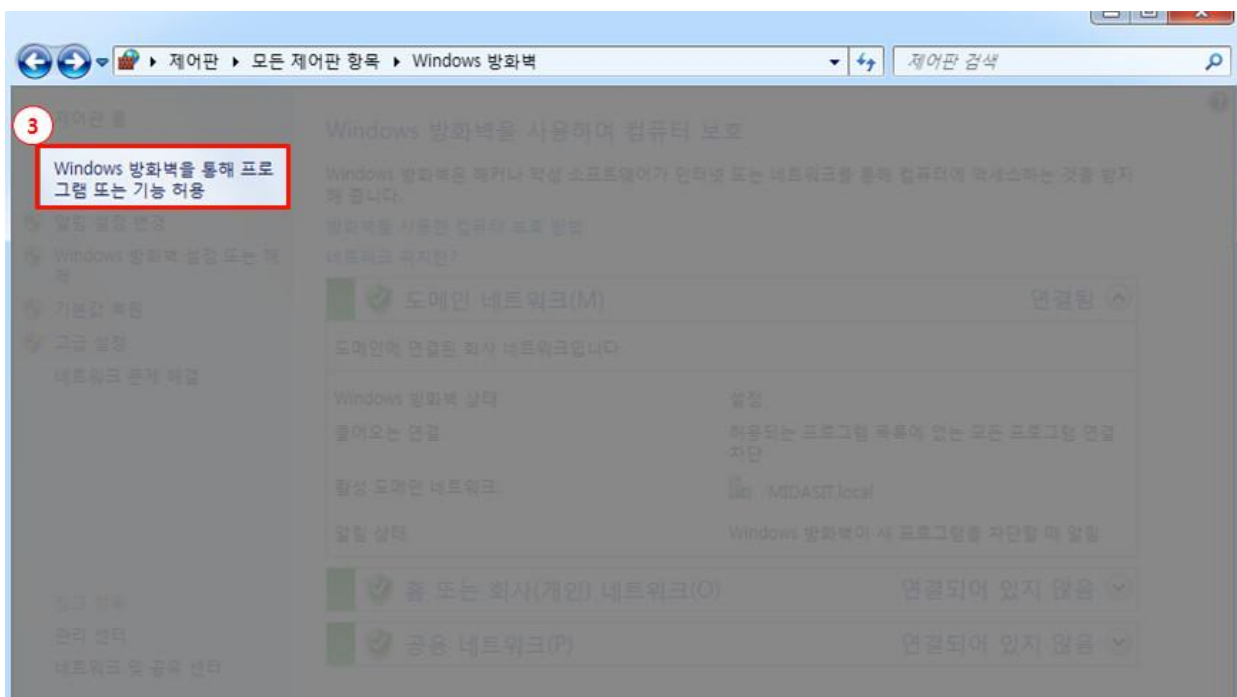 제어판 ▸ 모든 제어판 항목 ▸ Windows 방화벽
제어판 검색
3
제어판 홈
Windows 방화벽을 통해 프로
그램 또는 기능 허용
알림 설정 변경
Windows 방화벽 설정 또는 해
제
기본값 복원
고급 설정
네트워크 문제 해결
참고 항목
관리 센터
네트워크 및 공유 센터
Windows 방화벽을 사용하여 컴퓨터 보호
Windows 방화벽은 해커나 악성 소프트웨어가 인터넷 또는 네트워크를 통해 컴퓨터에 액세스하는 것을 방지
해 줍니다.
방화벽을 사용한 컴퓨터 보호 방법
네트워크 위치란?
도메인 네트워크(M) 연결됨
도메인에 연결된 회사 네트워크입니다
Windows 방화벽 상태 설정
들어오는 연결 허용되는 프로그램 목록에 없는 모든 프로그램 연결
차단
활성 도메인 네트워크 MIDASIT.local
알림 상태 Windows 방화벽이 새 프로그램을 차단할 때 알림
홈 또는 회사(개인) 네트워크(O) 연결되어 있지 않음
공용 네트워크(P) 연결되어 있지 않음